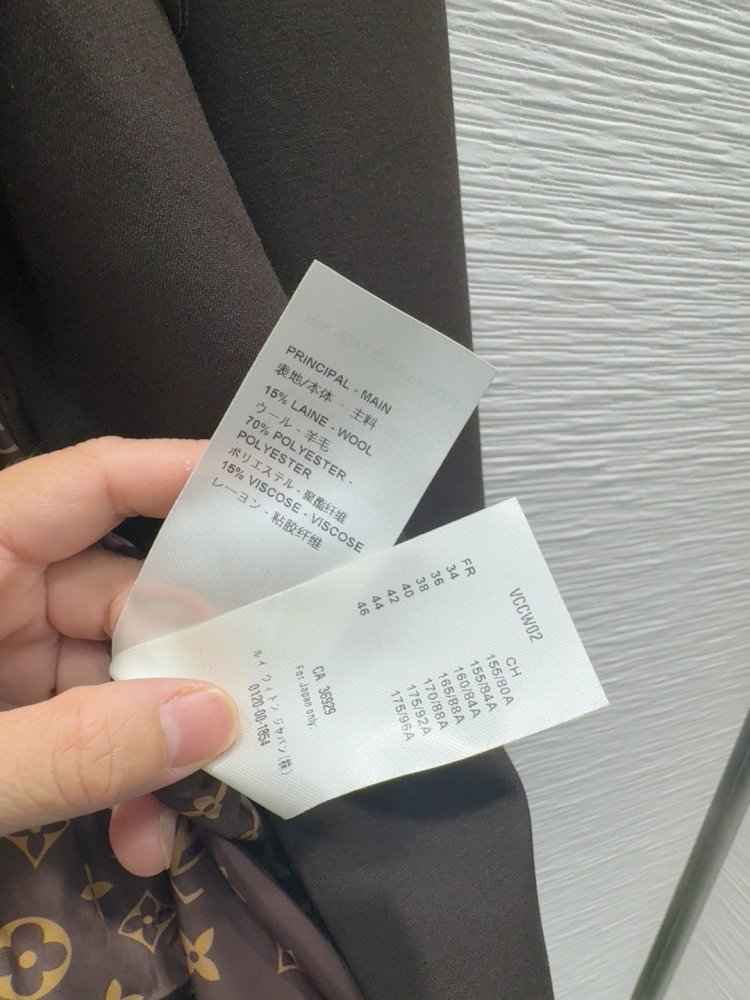 PRINCIPAL - MAIN
表地/本体 - 主料
15% LAINE - WOOL
ウール - 羊毛
70% POLYESTER -
POLYESTER
ポリエステル - 聚酯纤维
15% VISCOSE - VISCOSE
レーヨン - 粘胶纤维
VCCW02
FR CH
34 155/80A
36 155/84A
38 160/84A
40 165/88A
42 170/88A
44 175/92A
46 175/96A
CA 36929
For Japan only:
ルイ ヴィトン ジャパン(株)
0120-00-1854